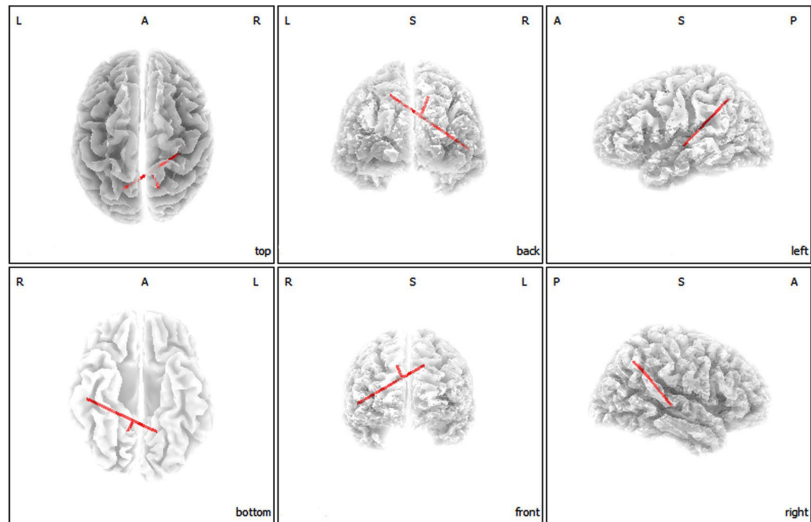 L A R
L S R
A S P
top
back
left
R A L
R S L
P S A
bottom
front
right